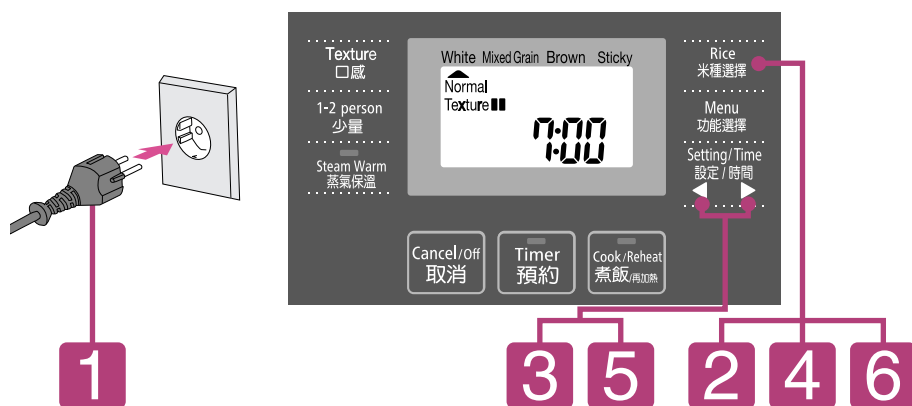 Texture
口感
1-2 person
少量
Steam Warm
蒸氣保溫
White Mixed Grain Brown Sticky
Normal
Texture
7:00
Rice
米種選擇
Menu
功能選擇
Setting/Time
設定/時間
Cancel/Off
取消
Timer
預約
Cook/Reheat
煮飯/再加熱
1
3 5 2 4 6